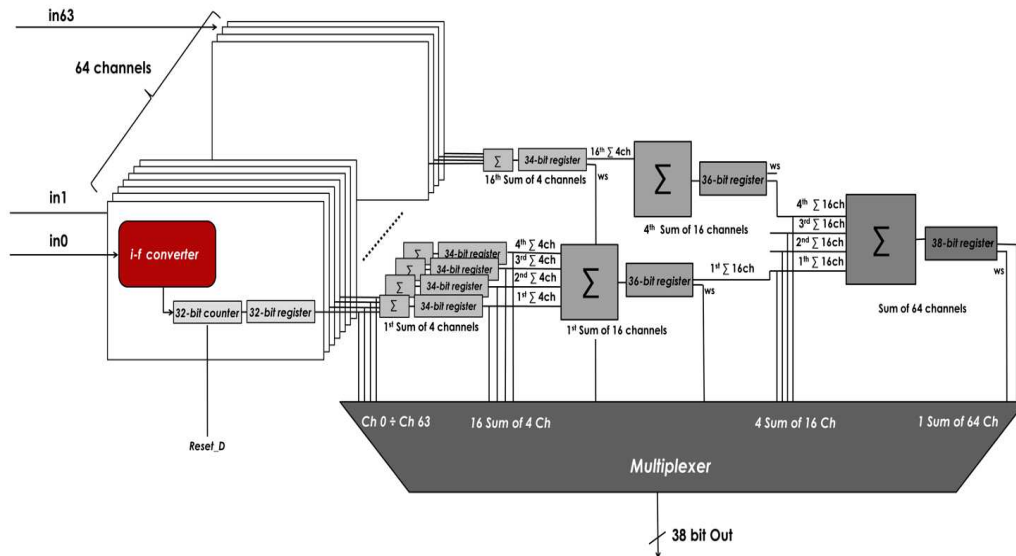 in63
64 channels
in1
in0
i-f converter
32-bit counter
32-bit register
Reset_D
Σ
34-bit register
16th Sum of 4 channels
16th Σ 4ch
ws
Σ
36-bit register
ws
4th Sum of 16 channels
Σ
34-bit register
4th Σ 4ch
Σ
34-bit register
3rd Σ 4ch
Σ
34-bit register
2nd Σ 4ch
Σ
34-bit register
1st Σ 4ch
1st Sum of 4 channels
Σ
36-bit register
ws
1st Sum of 16 channels
1st Σ 16ch
4th Σ 16ch
3rd Σ 16ch
2nd Σ 16ch
1th Σ 16ch
Σ
38-bit register
ws
Sum of 64 channels
Ch 0 ÷ Ch 63
16 Sum of 4 Ch
4 Sum of 16 Ch
1 Sum of 64 Ch
Multiplexer
38 bit Out